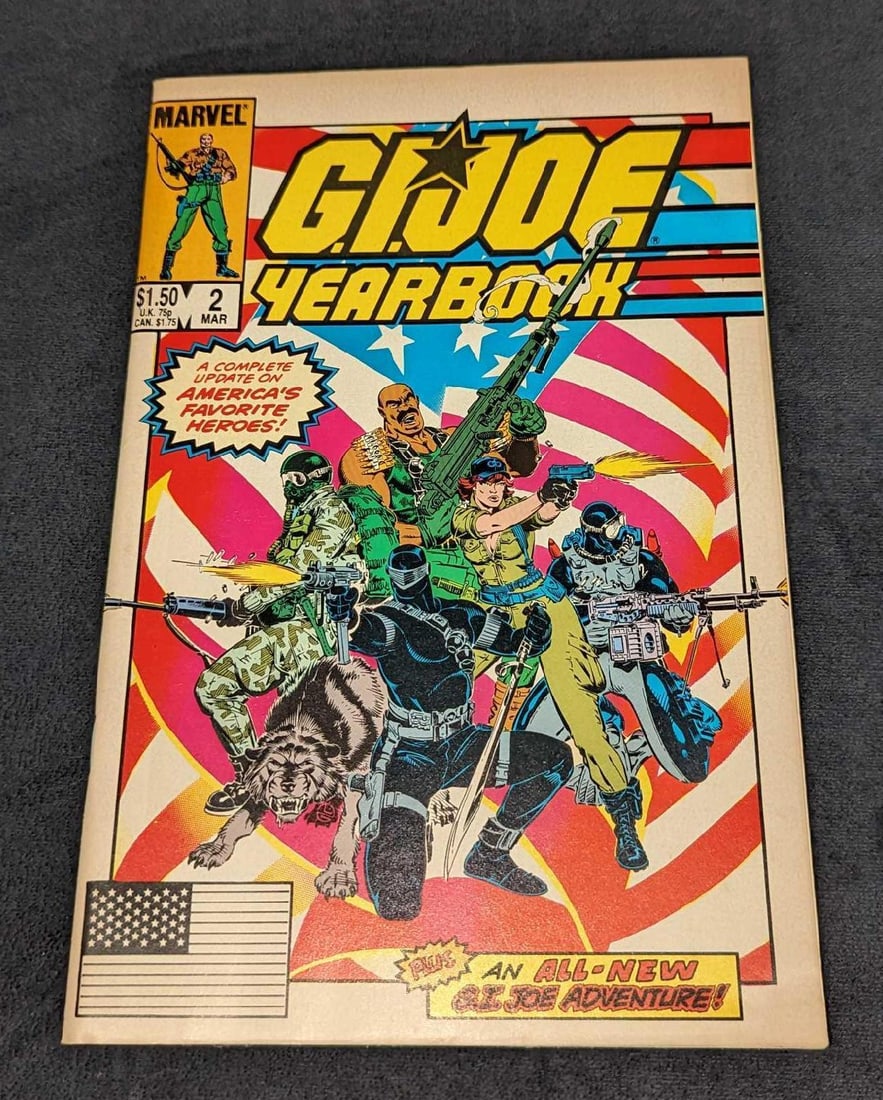 MARVEL®
G.I.JOE®
YEARBOOK
TM
$1.50
U.K. 75p
CAN. $1.75
2
MAR
A COMPLETE
UPDATE ON
AMERICA'S
FAVORITE
HEROES!
PLUS
AN ALL-NEW
G.I. JOE ADVENTURE!